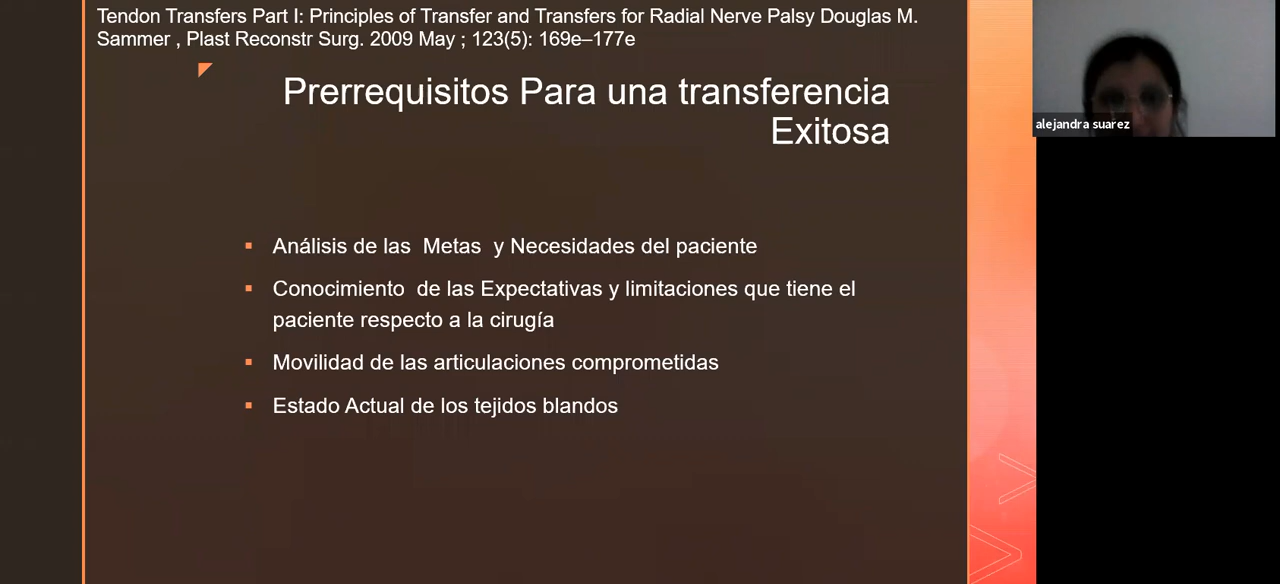 Tendon Transfers Part I: Principles of Transfer and Transfers for Radial Nerve Palsy Douglas M.
Sammer , Plast Reconstr Surg. 2009 May ; 123(5): 169e–177e
Prerrequisitos Para una transferencia
Exitosa
Análisis de las  Metas  y Necesidades del paciente
Conocimiento  de las Expectativas y limitaciones que tiene el
paciente respecto a la cirugía
Movilidad de las articulaciones comprometidas
Estado Actual de los tejidos blandos
alejandra suarez